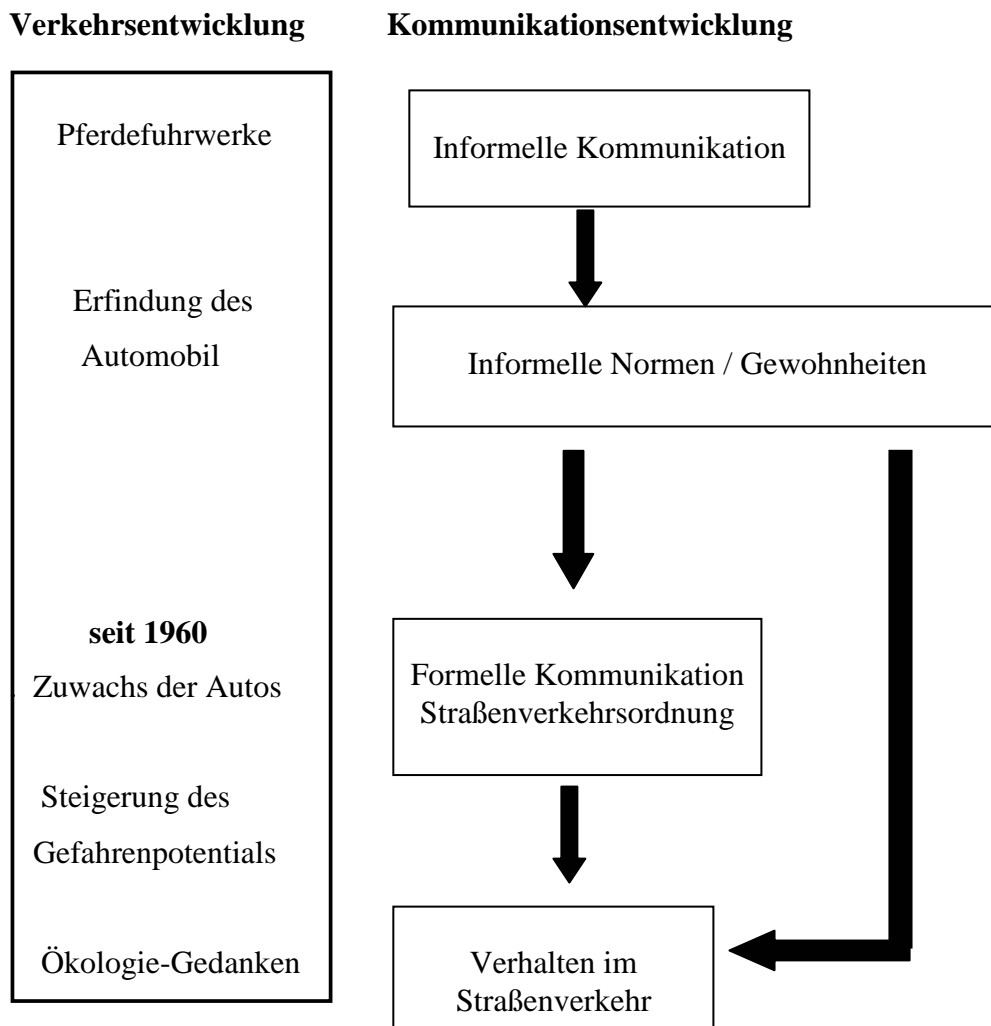 Verkehrsentwicklung
Pferdefuhrwerke
Erfindung des
Automobil
seit 1960
Zuwachs der Autos
Steigerung des
Gefahrenpotentials
Ökologie-Gedanken
Kommunikationsentwicklung
Informelle Kommunikation
Informelle Normen / Gewohnheiten
Formelle Kommunikation
Straßenverkehrsordnung
Verhalten im
Straßenverkehr